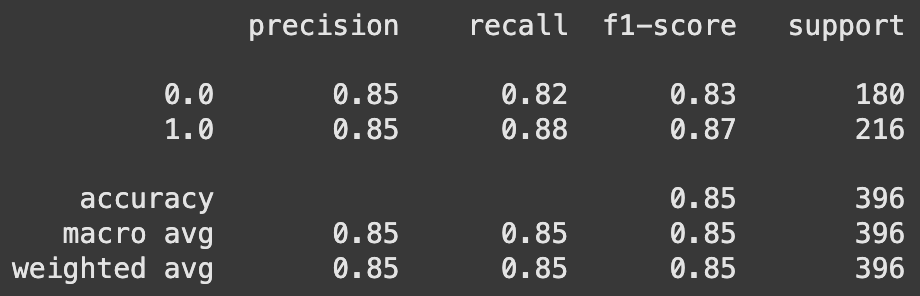 precision recall f1-score support
0.0 0.85 0.82 0.83 180
1.0 0.85 0.88 0.87 216
accuracy 0.85 396
macro avg 0.85 0.85 0.85 396
weighted avg 0.85 0.85 0.85 396